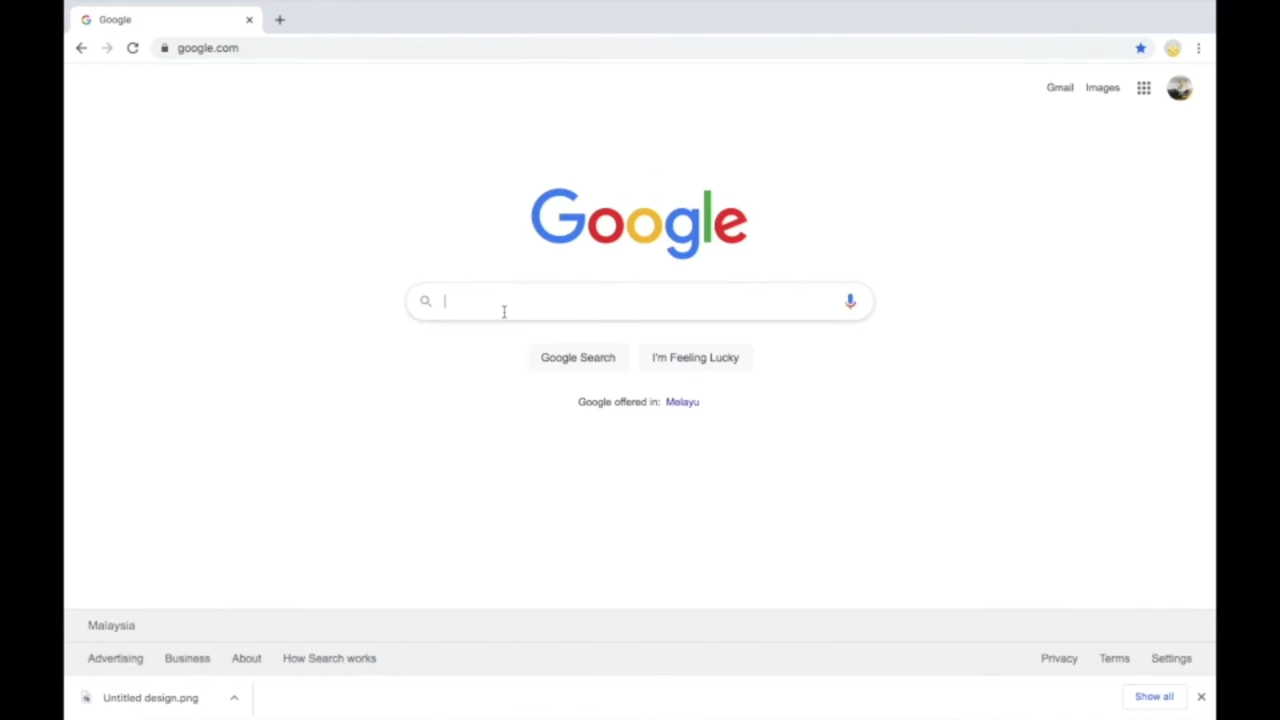 Google
google.com
Gmail Images
Google
Google Search I'm Feeling Lucky
Google offered in: Melayu
Malaysia
Advertising Business About How Search works Privacy Terms Settings
Untitled design.png Show all